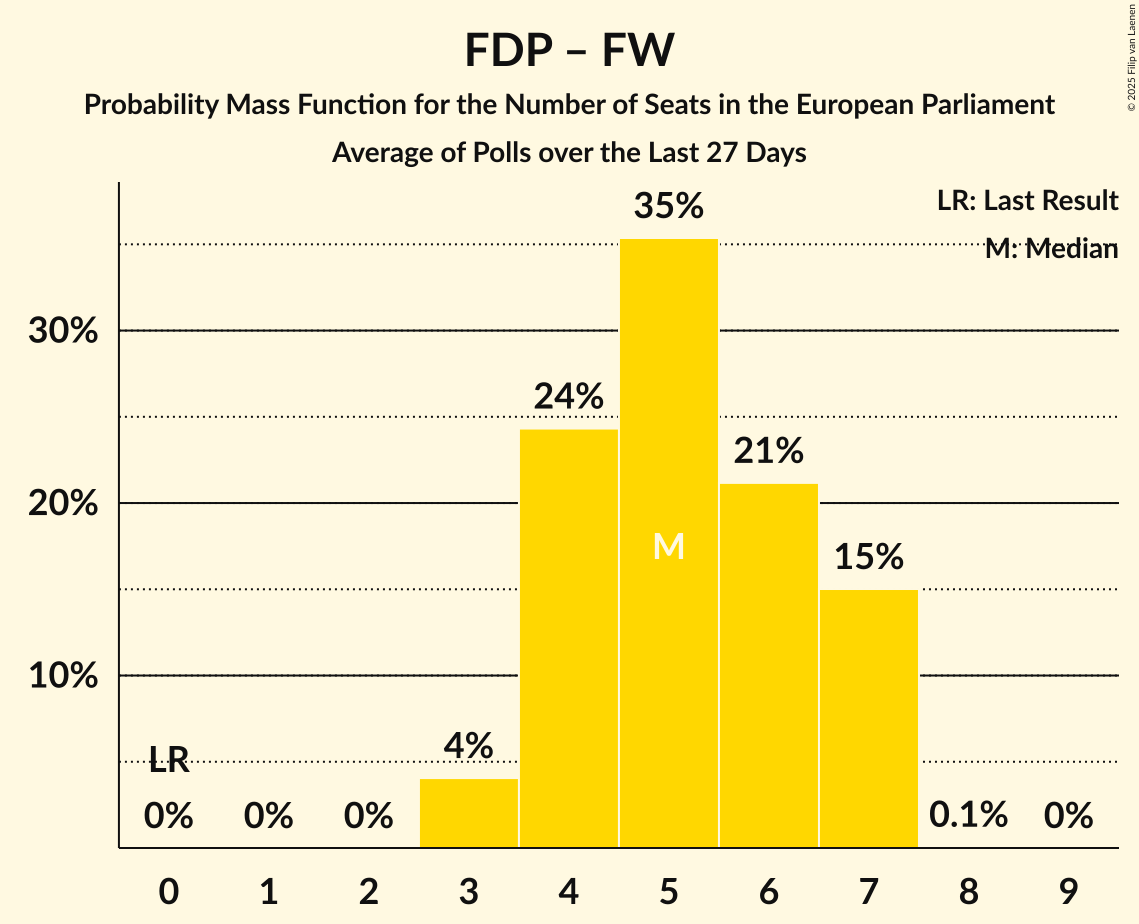 FDP – FW
Probability Mass Function for the Number of Seats in the European Parliament
Average of Polls over the Last 27 Days
© 2025 Filip van Laenen
LR: Last Result
M: Median
35%
30%
24%
21%
20%
M
15%
10%
LR
4%
0%
0%
0%
0.1%
0%
0 1 2 3 4 5 6 7 8 9